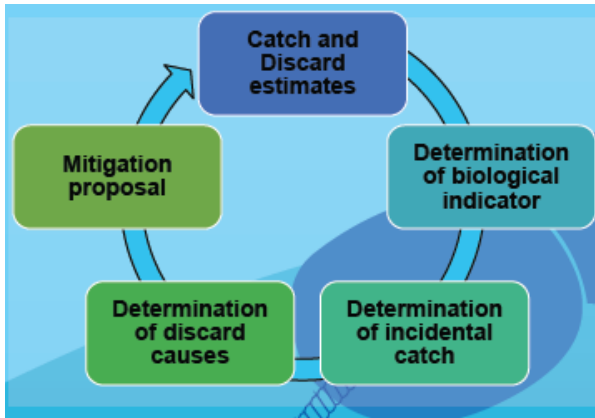 Catch and
Discard
estimates
Determination
of biological
indicator
Determination
of incidental
catch
Determination
of discard
causes
Mitigation
proposal